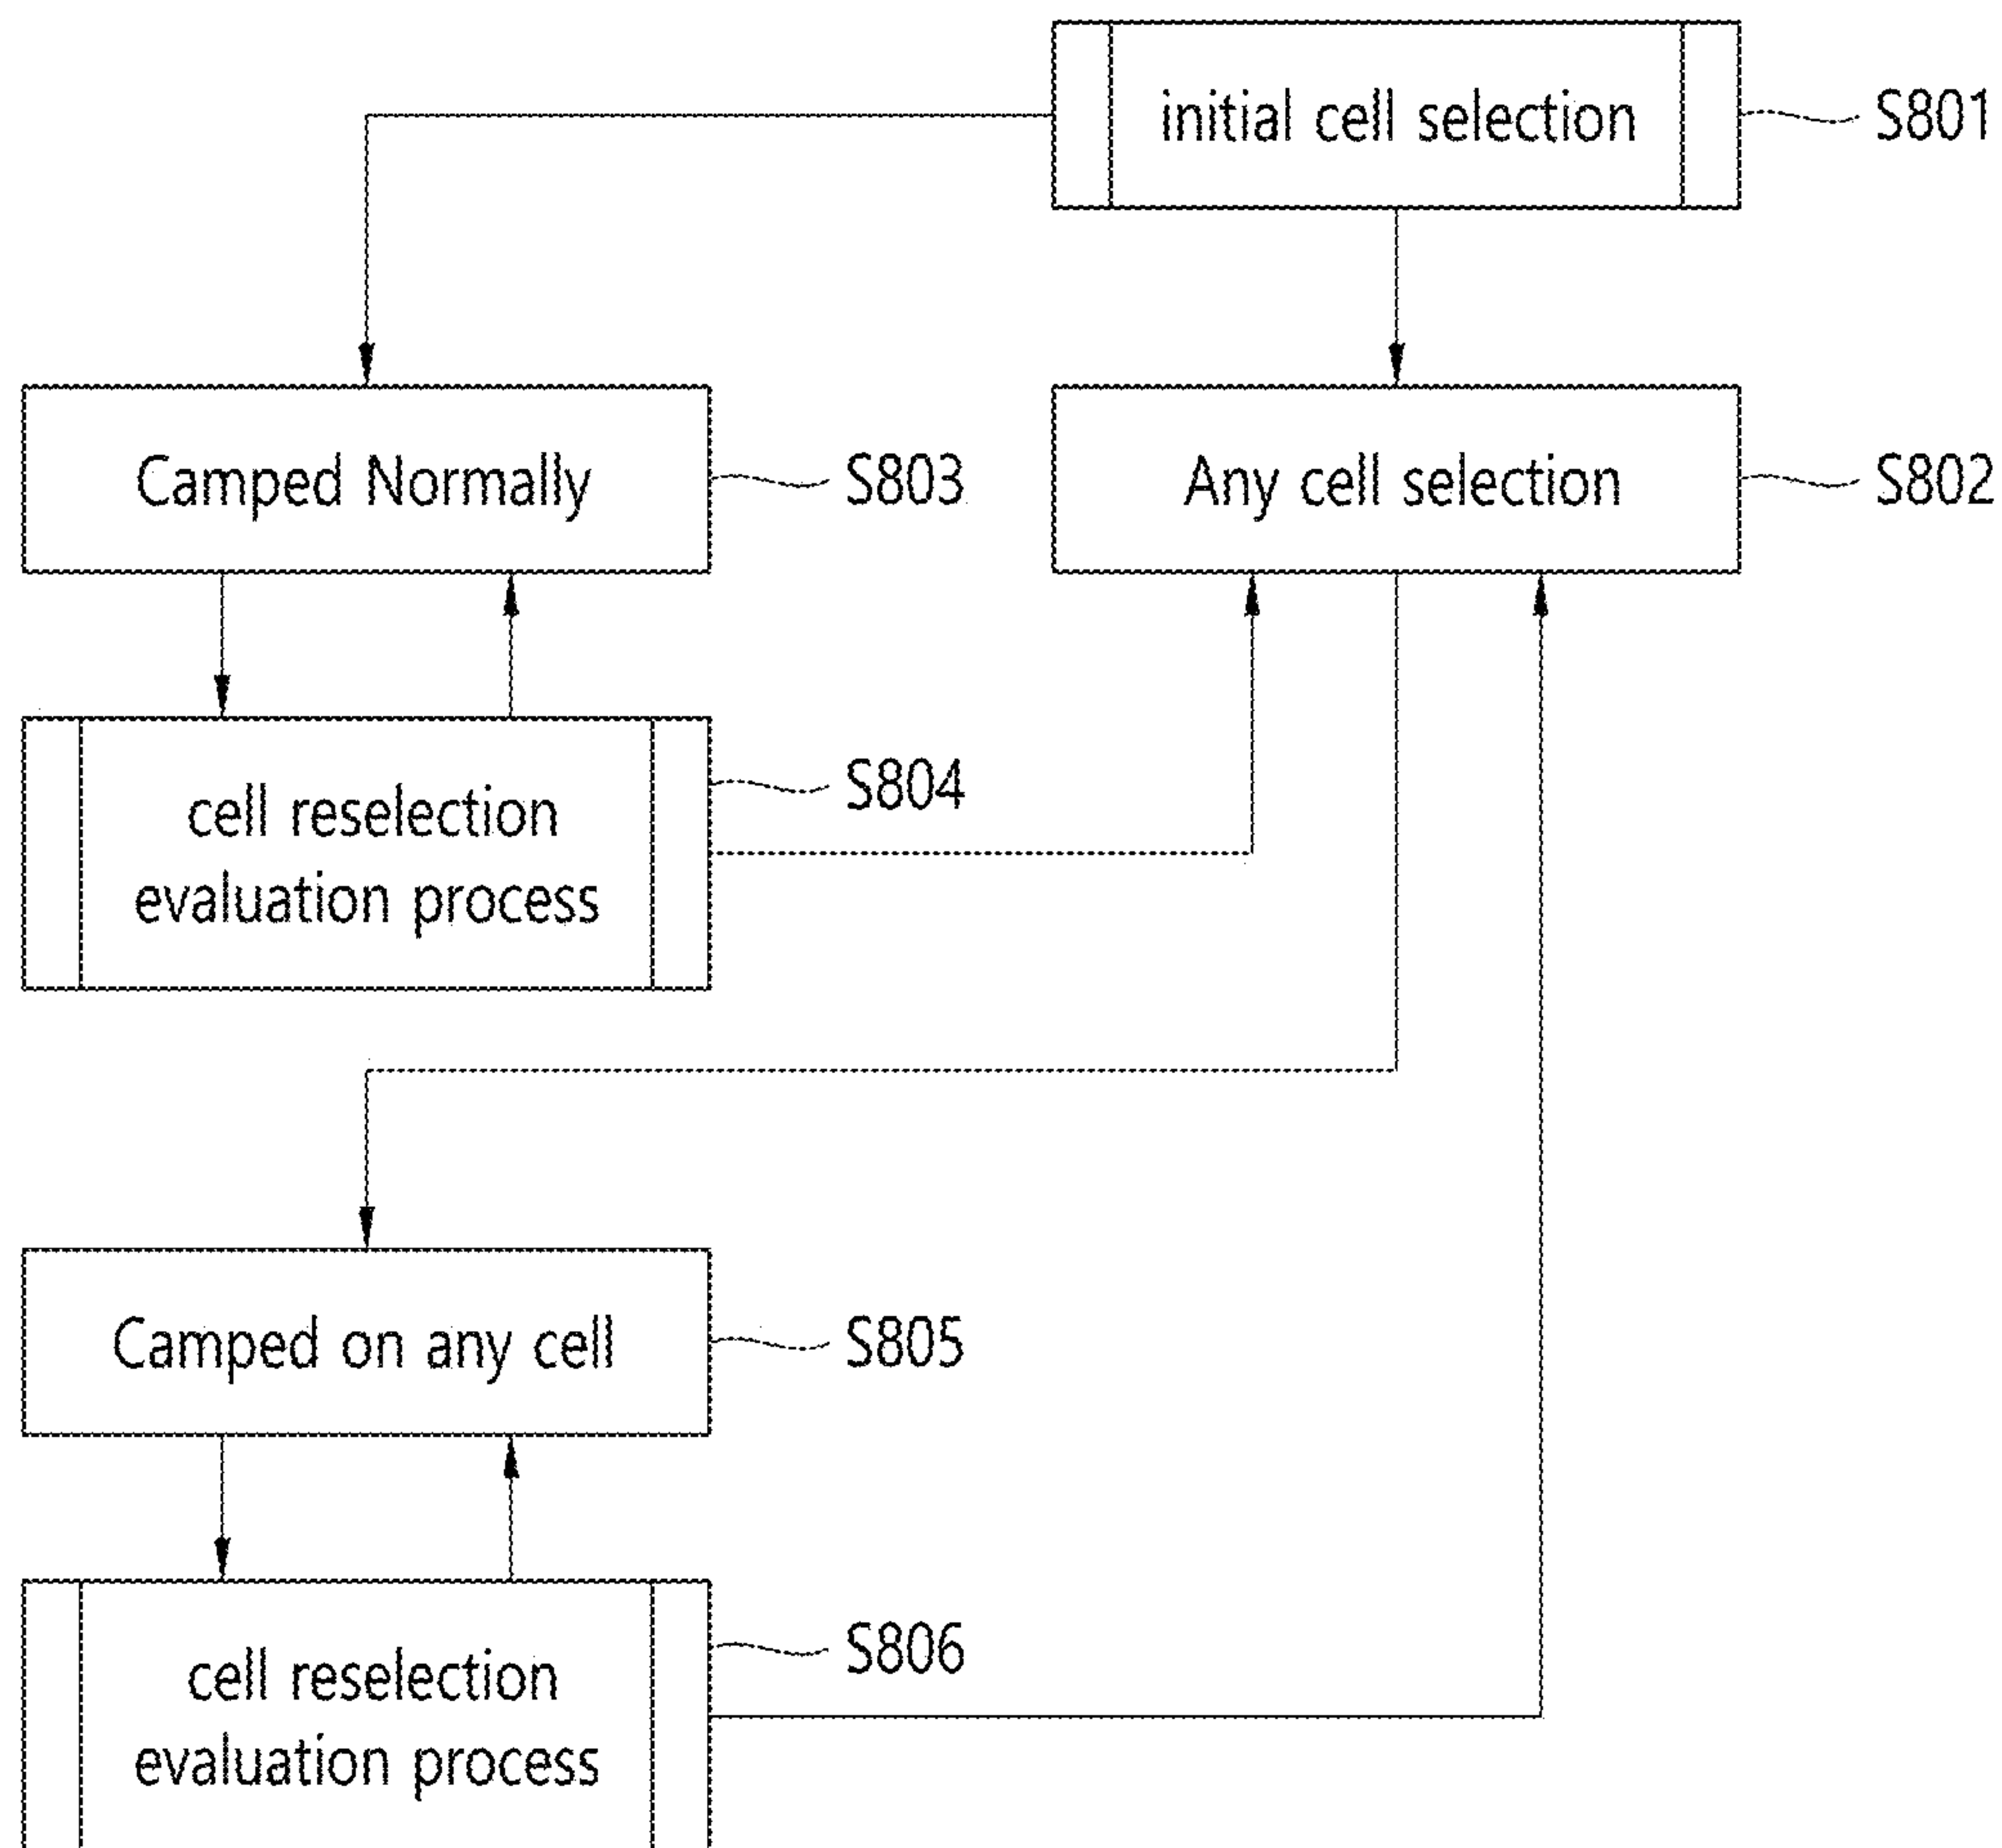 initial cell selection
S801
Camped Normally
S803
Any cell selection
S802
cell reselection
evaluation process
S804
Camped on any cell
S805
cell reselection
evaluation process
S806